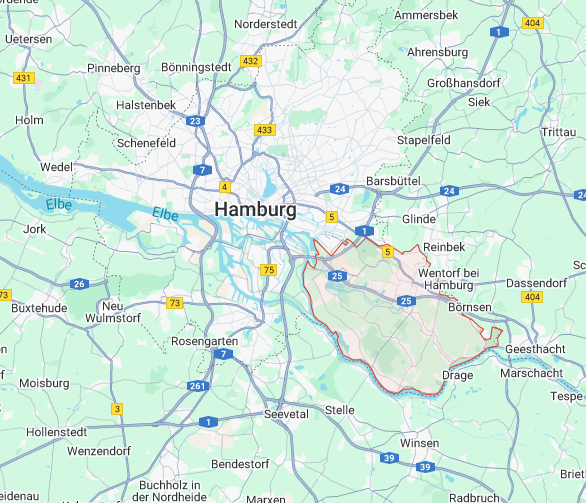 Uetersen
Norderstedt
Ammersbek
1
404
432
Ahrensburg
Pinneberg
Bönningstedt
431
Großhansdorf
Siek
Halstenbek
Holm
23
433
Trittau
Schenefeld
Stapelfeld
Wedel
7
4
Barsbüttel
24
24
24
Elbe
Elbe
Hamburg
5
Glinde
Jork
1
5
Reinbek
75
25
Wentorf bei
Hamburg
26
Dassendorf
73
404
Buxtehude
Neu
Wulmstorf
73
25
Börnsen
Rosengarten
7
Geesthacht
Moisburg
261
Drage
Marschacht
Tespe
3
Seevetal
Stelle
Hollenstedt
1
Winsen
Wenzendorf
39
39
Bendestorf
Buchholz in
der Nordheide
Marxen
Radbruch